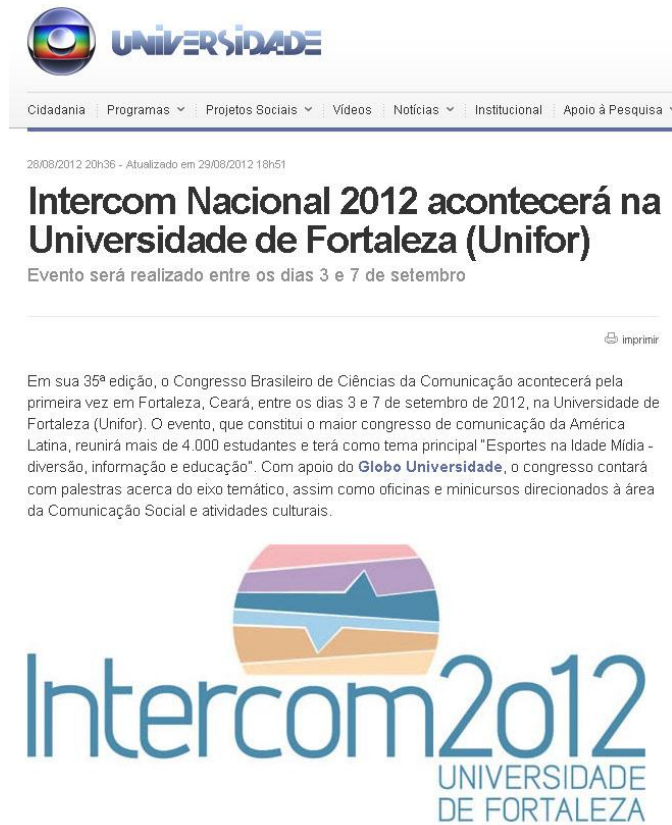 UNIVERSIDADE
Cidadania Programas Projetos Sociais Vídeos Notícias Institucional Apoio à Pesquisa
28/08/2012 20h36 - Atualizado em 29/08/2012 18h51
Intercom Nacional 2012 acontecerá na
Universidade de Fortaleza (Unifor)
Evento será realizado entre os dias 3 e 7 de setembro
imprimir
Em sua 35ª edição, o Congresso Brasileiro de Ciências da Comunicação acontecerá pela
primeira vez em Fortaleza, Ceará, entre os dias 3 e 7 de setembro de 2012, na Universidade de
Fortaleza (Unifor). O evento, que constitui o maior congresso de comunicação da América
Latina, reunirá mais de 4.000 estudantes e terá como tema principal "Esportes na Idade Mídia -
diversão, informação e educação". Com apoio do Globo Universidade, o congresso contará
com palestras acerca do eixo temático, assim como oficinas e minicursos direcionados à área
da Comunicação Social e atividades culturais.
Intercom2o12
UNIVERSIDADE
DE FORTALEZA